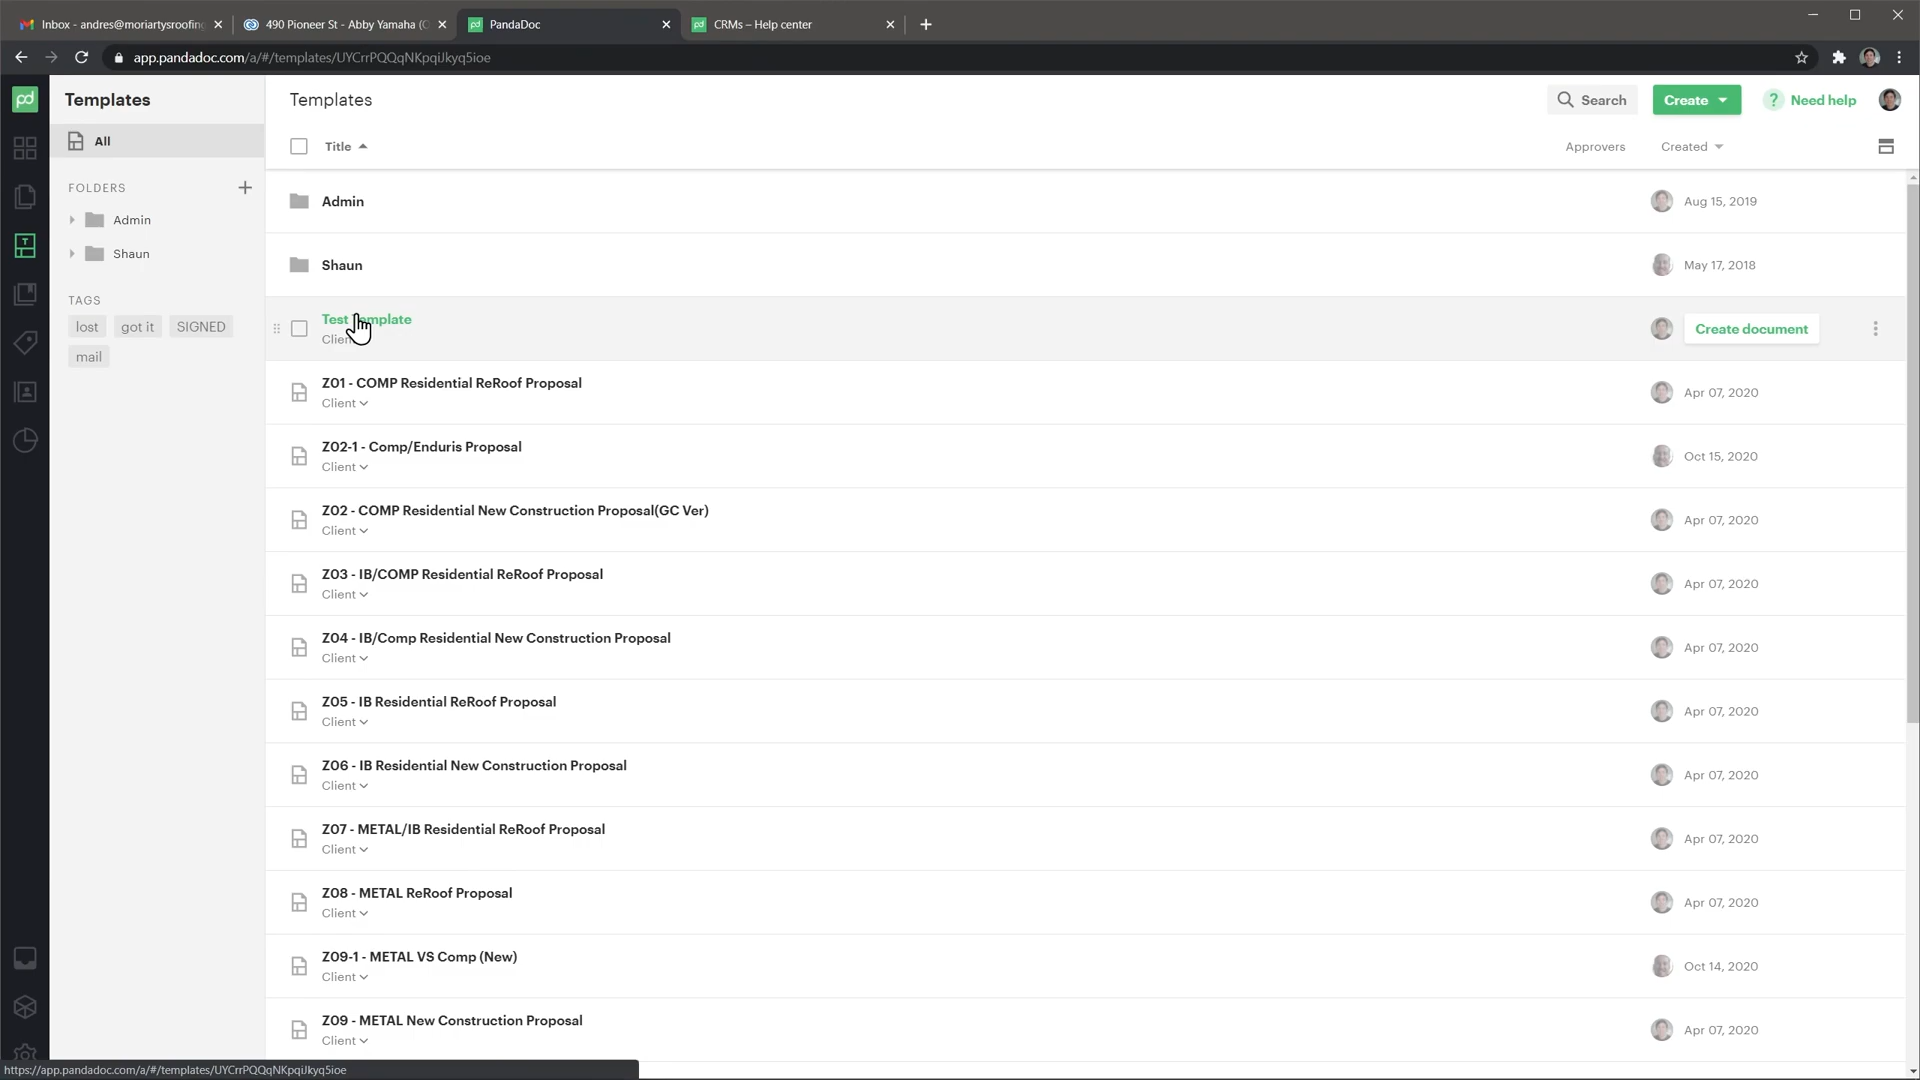 Inbox - andres@moriartysroofing
490 Pioneer St - Abby Yamaha (O
PandaDoc
CRMs – Help center
app.pandadoc.com/a/#/templates/UYCrrPQQqNKpqiJkyq5ioe
pd
Templates
All
FOLDERS
Admin
Shaun
TAGS
lost
got it
SIGNED
mail
Templates
Search
Create
? Need help
Title
Approvers
Created
Admin
Aug 15, 2019
Shaun
May 17, 2018
Test Template
Client
Create document
Z01 - COMP Residential ReRoof Proposal
Client
Apr 07, 2020
Z02-1 - Comp/Enduris Proposal
Client
Oct 15, 2020
Z02 - COMP Residential New Construction Proposal(GC Ver)
Client
Apr 07, 2020
Z03 - IB/COMP Residential ReRoof Proposal
Client
Apr 07, 2020
Z04 - IB/Comp Residential New Construction Proposal
Client
Apr 07, 2020
Z05 - IB Residential ReRoof Proposal
Client
Apr 07, 2020
Z06 - IB Residential New Construction Proposal
Client
Apr 07, 2020
Z07 - METAL/IB Residential ReRoof Proposal
Client
Apr 07, 2020
Z08 - METAL ReRoof Proposal
Client
Apr 07, 2020
Z09-1 - METAL VS Comp (New)
Client
Oct 14, 2020
Z09 - METAL New Construction Proposal
Client
Apr 07, 2020
https://app.pandadoc.com/a/#/templates/UYCrrPQQqNKpqiJkyq5ioe